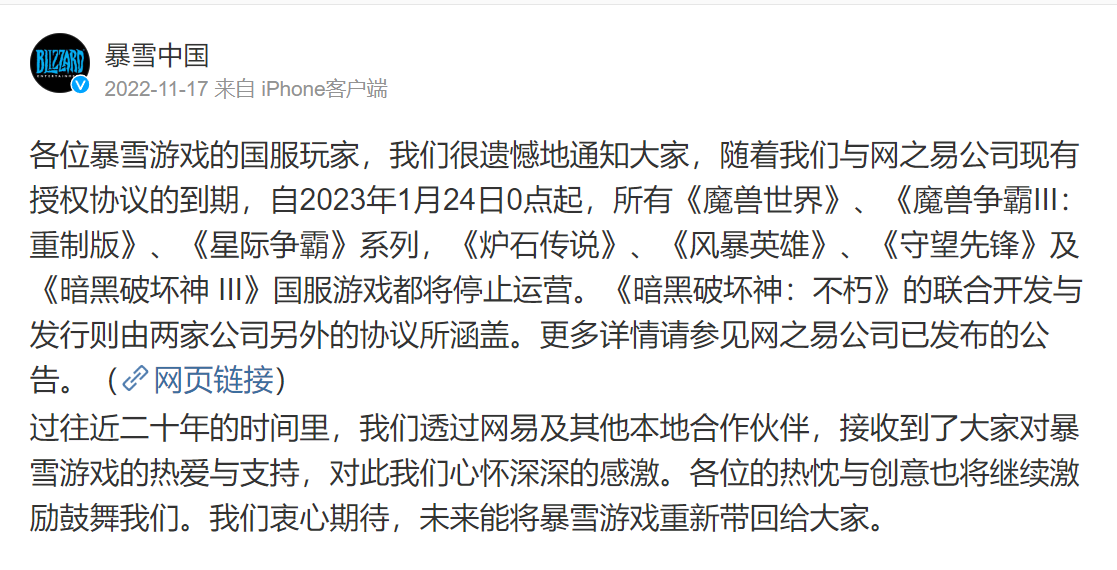 BLIZZARD
ENTERTAINMENT
暴雪中国
2022-11-17 来自 iPhone客户端
各位暴雪游戏的国服玩家，我们很遗憾地通知大家，随着我们与网之易公司现有
授权协议的到期，自2023年1月24日0点起，所有《魔兽世界》、《魔兽争霸III：
重制版》、《星际争霸》系列，《炉石传说》、《风暴英雄》、《守望先锋》及
《暗黑破坏神 III》国服游戏都将停止运营。《暗黑破坏神：不朽》的联合开发与
发行则由两家公司另外的协议所涵盖。更多详情请参见网之易公司已发布的公
告。（网页链接）
过往近二十年的时间里，我们透过网易及其他本地合作伙伴，接收到了大家对暴
雪游戏的热爱与支持，对此我们心怀深深的感激。各位的热忱与创意也将继续激
励鼓舞我们。我们衷心期待，未来能将暴雪游戏重新带回给大家。